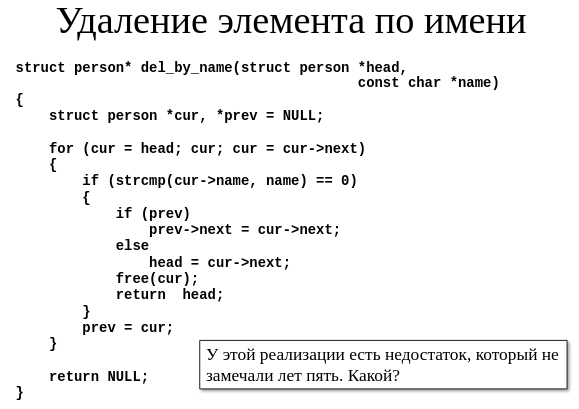 Удаление элемента по имени
struct person* del_by_name(struct person *head,
                                         const char *name)
{
    struct person *cur, *prev = NULL;

    for (cur = head; cur; cur = cur->next)
    {
        if (strcmp(cur->name, name) == 0)
        {
            if (prev)
                prev->next = cur->next;
            else
                head = cur->next;
            free(cur);
            return  head;
        }
        prev = cur;
    }

    return NULL;
}
У этой реализации есть недостаток, который не
замечали лет пять. Какой?